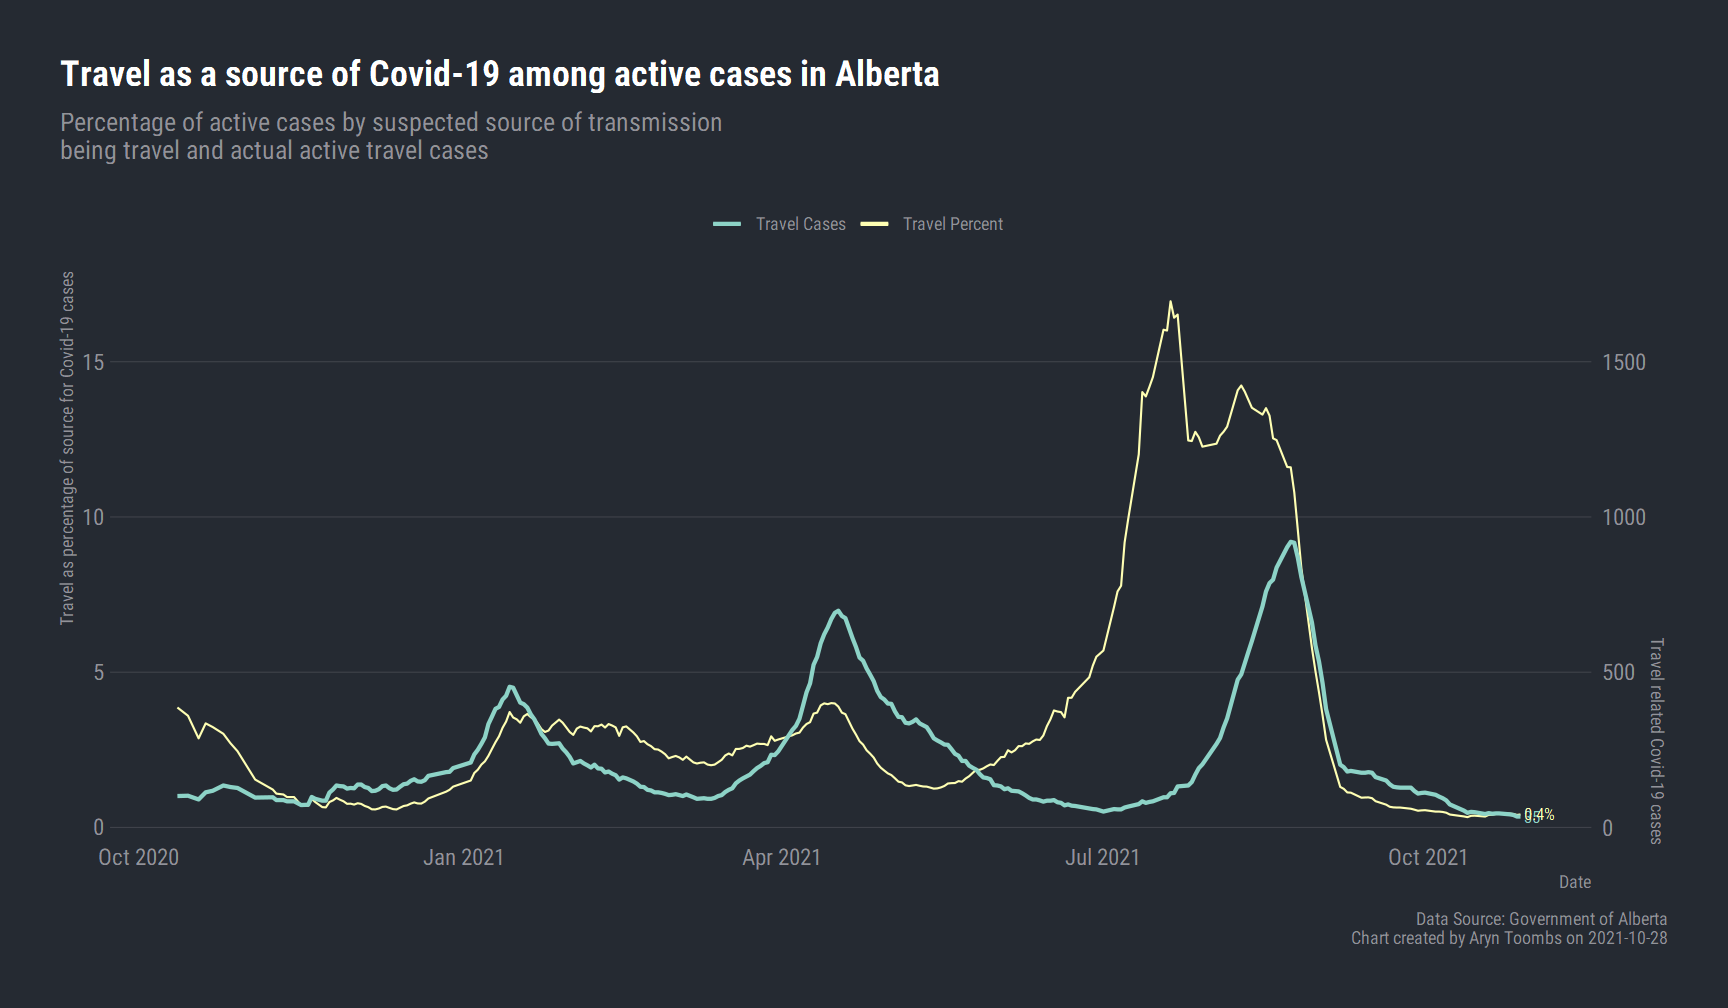 Travel as a source of Covid-19 among active cases in Alberta
Percentage of active cases by suspected source of transmission
being travel and actual active travel cases
Travel Cases
Travel Percent
Travel as percentage of source for Covid-19 cases
15
10
5
0
1500
1000
500
0
Travel related Covid-19 cases
0.4%
Oct 2020
Jan 2021
Apr 2021
Jul 2021
Oct 2021
Date
Data Source: Government of Alberta
Chart created by Aryn Toombs on 2021-10-28